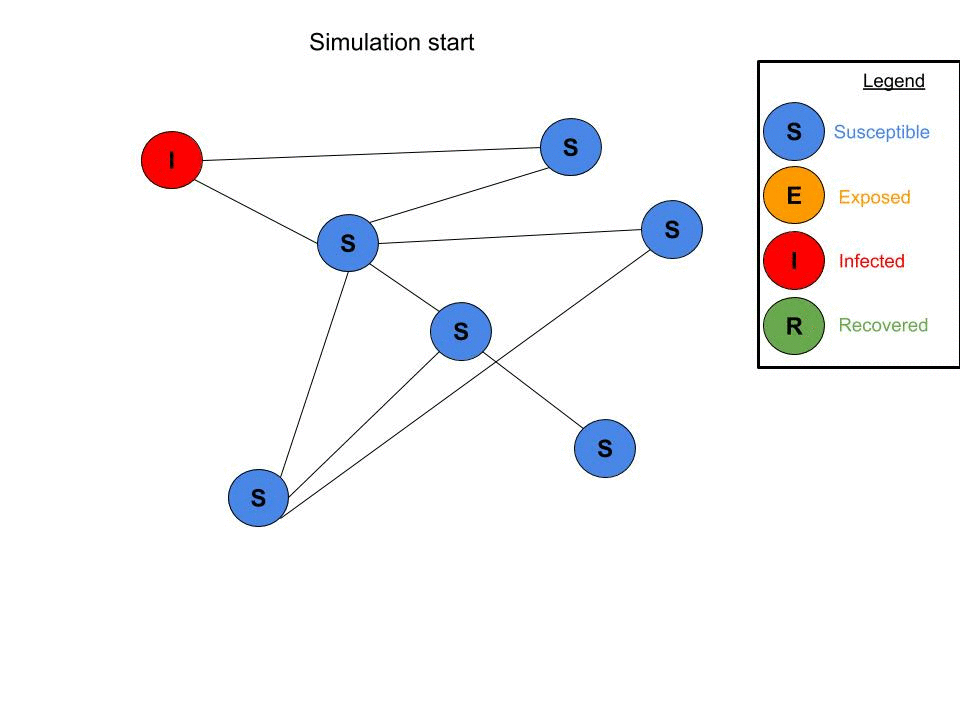 Simulation start
Legend
S Susceptible
E Exposed
I Infected
R Recovered
I
S
S
S
S
S
S